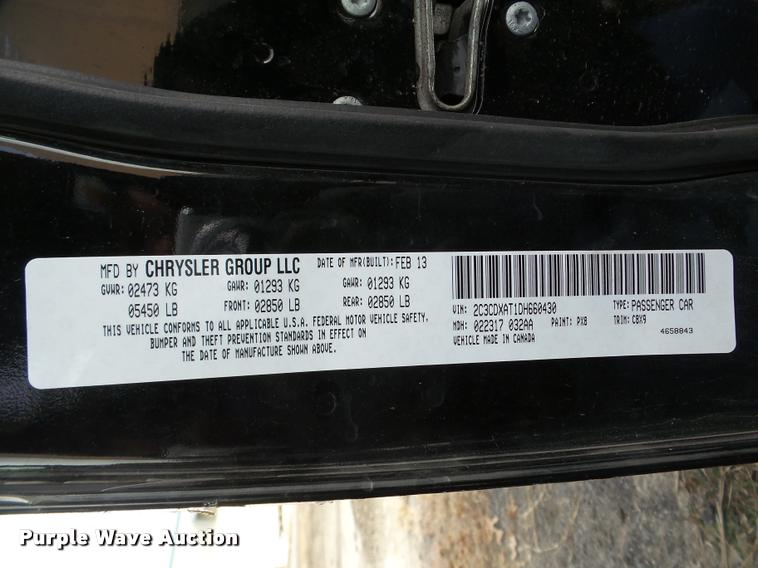 MFD BY CHRYSLER GROUP LLC DATE OF MFR(BUILT): FEB 13
GVWR: 02473 KG GAWR: 01293 KG GAWR: 01293 KG
05450 LB FRONT: 02850 LB REAR: 02850 LB
THIS VEHICLE CONFORMS TO ALL APPLICABLE U.S.A. FEDERAL MOTOR VEHICLE SAFETY,
BUMPER AND THEFT PREVENTION STANDARDS IN EFFECT ON
THE DATE OF MANUFACTURE SHOWN ABOVE.
VIN: 2C3CDXAT1DH660430 TYPE: PASSENGER CAR
MDH: 022317 032AA PAINT: PX8 TRIM: CBX9
VEHICLE MADE IN CANADA 4658843
Purple Wave Auction